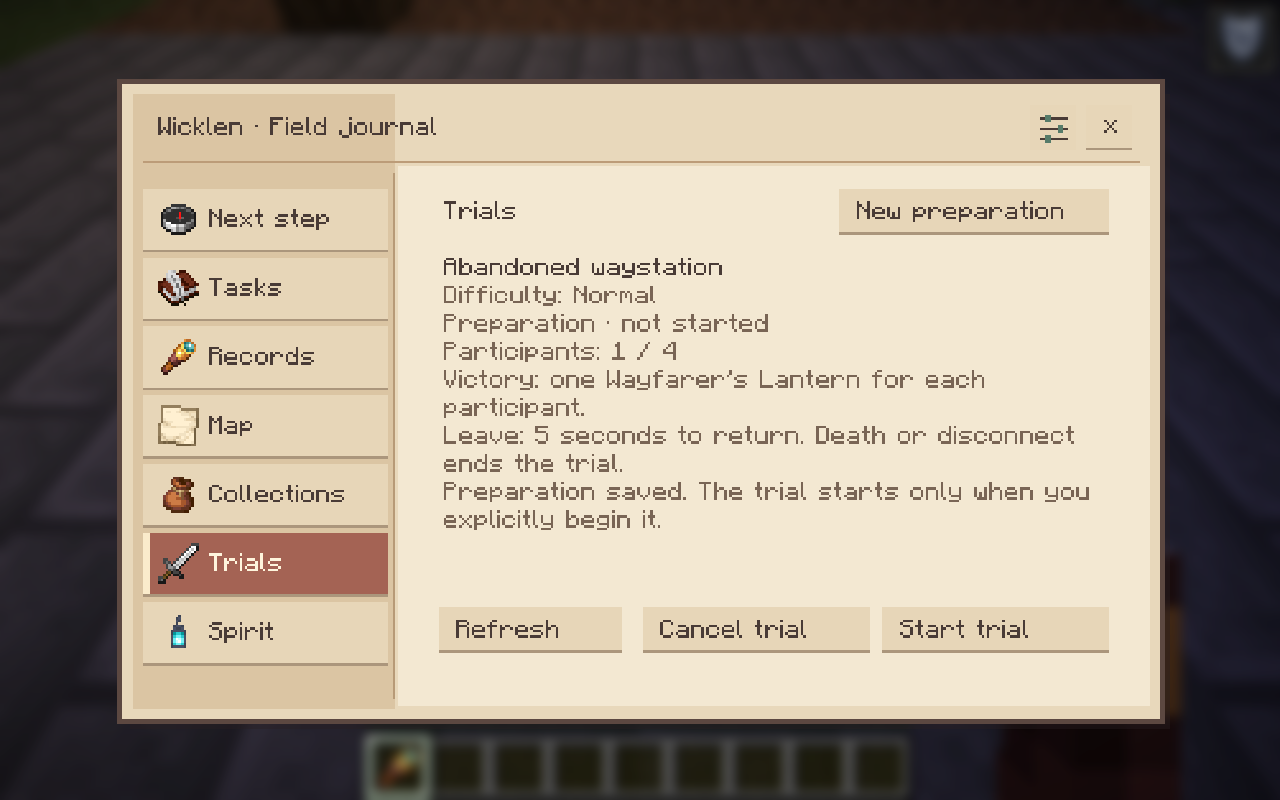 Wicklen · Field journal
x
Next step
Tasks
Records
Map
Collections
Trials
Spirit
Trials
New preparation
Abandoned waystation
Difficulty: Normal
Preparation · not started
Participants: 1 / 4
Victory: one Wayfarer's Lantern for each
participant.
Leave: 5 seconds to return. Death or disconnect
ends the trial.
Preparation saved. The trial starts only when you
explicitly begin it.
Refresh
Cancel trial
Start trial